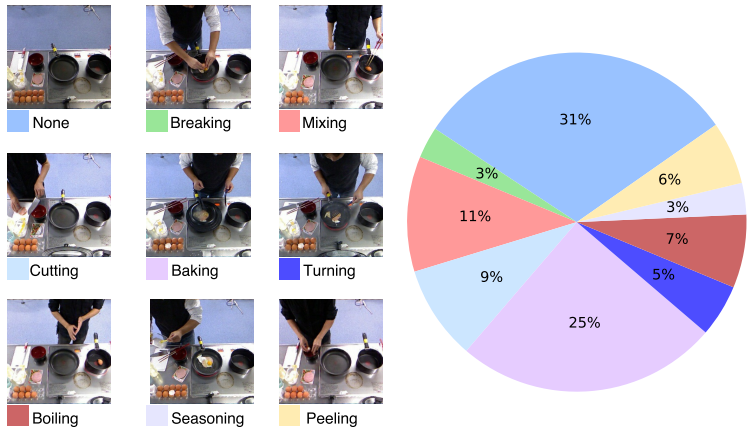 None
Breaking
Mixing
Cutting
Baking
Turning
Boiling
Seasoning
Peeling
31%
3%
6%
3%
11%
7%
5%
9%
25%